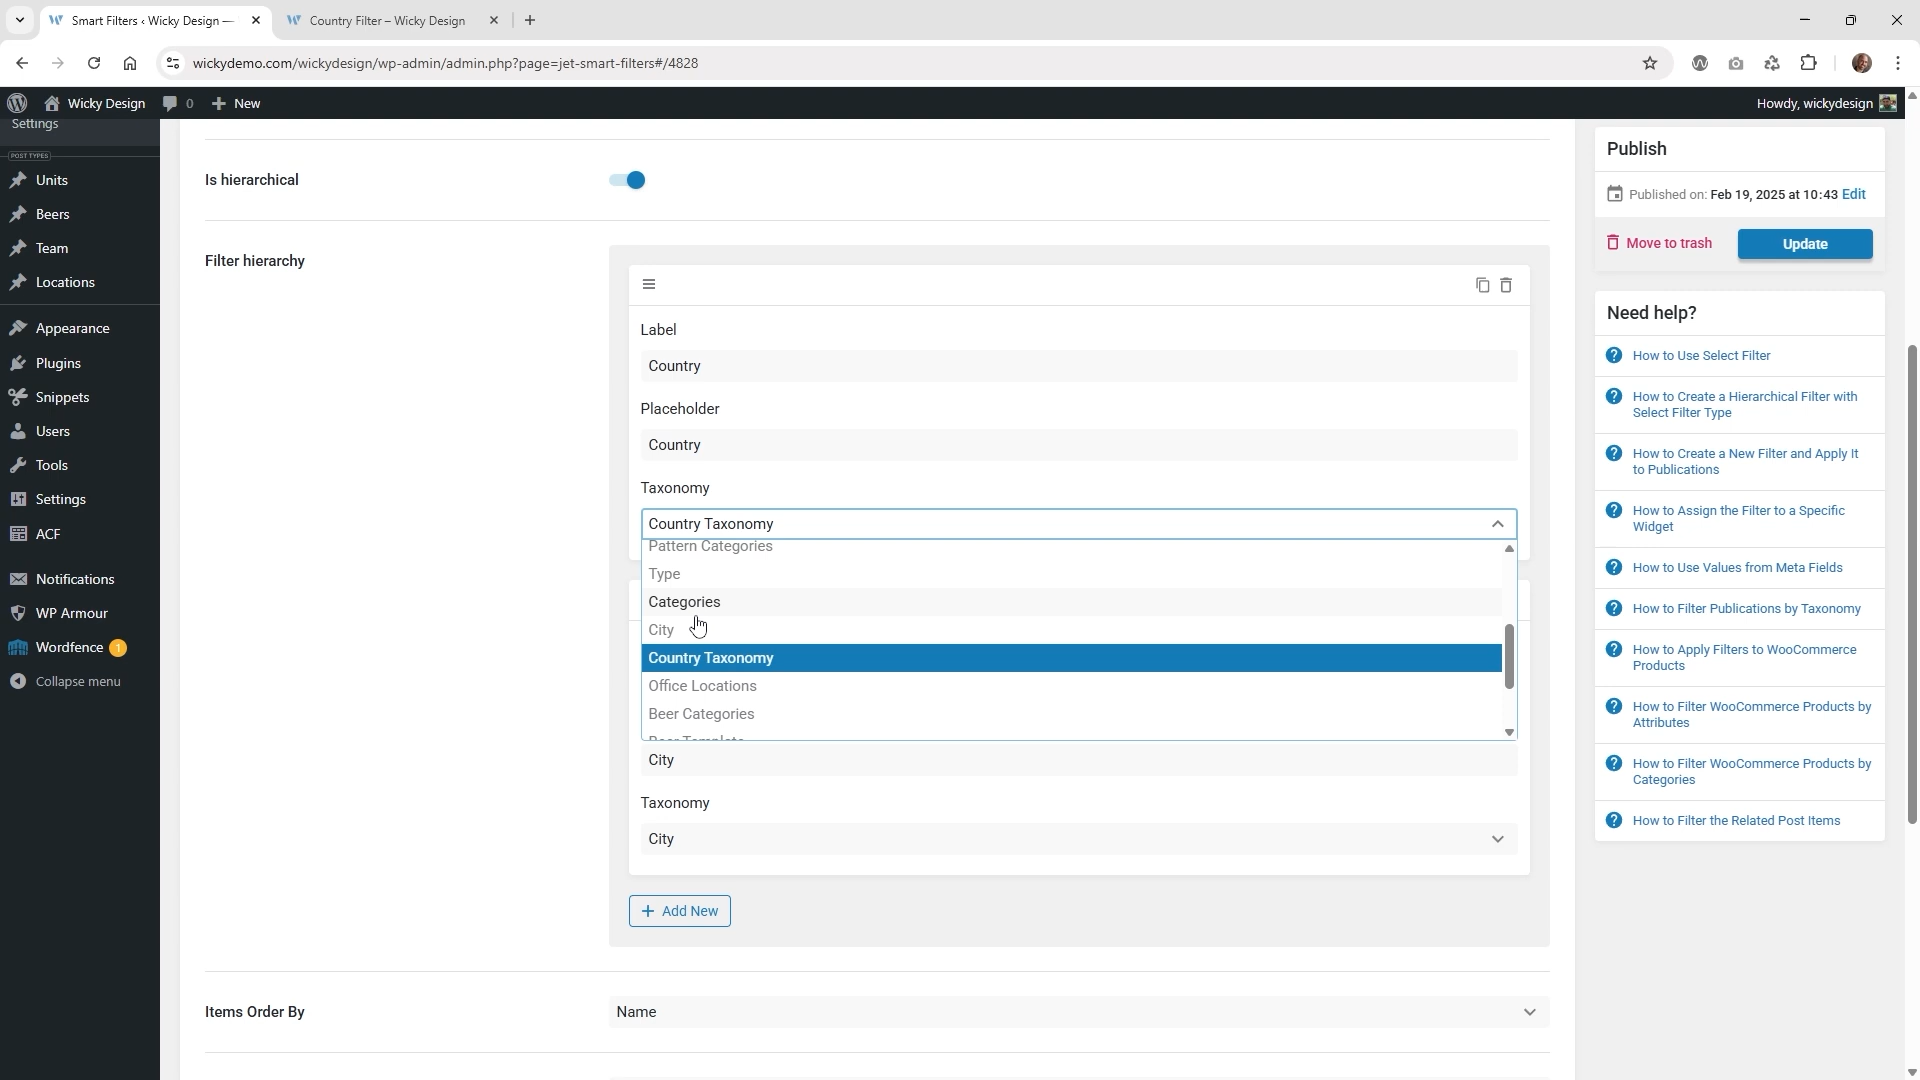 Smart Filters ‹ Wicky Design —
Country Filter – Wicky Design
wickydemo.com/wickydesign/wp-admin/admin.php?page=jet-smart-filters#/4828
Wicky Design
0
New
Howdy, wickydesign
Settings
POST TYPES
Units
Beers
Team
Locations
Appearance
Plugins
Snippets
Users
Tools
Settings
ACF
Notifications
WP Armour
Wordfence 1
Collapse menu
Is hierarchical
Filter hierarchy
Label
Country
Placeholder
Country
Taxonomy
Country Taxonomy
Pattern Categories
Type
Categories
City
Country Taxonomy
Office Locations
Beer Categories
Beer Template
City
Taxonomy
City
+ Add New
Items Order By
Name
Publish
Published on: Feb 19, 2025 at 10:43 Edit
Move to trash
Update
Need help?
How to Use Select Filter
How to Create a Hierarchical Filter with
Select Filter Type
How to Create a New Filter and Apply It
to Publications
How to Assign the Filter to a Specific
Widget
How to Use Values from Meta Fields
How to Filter Publications by Taxonomy
How to Apply Filters to WooCommerce
Products
How to Filter WooCommerce Products by
Attributes
How to Filter WooCommerce Products by
Categories
How to Filter the Related Post Items